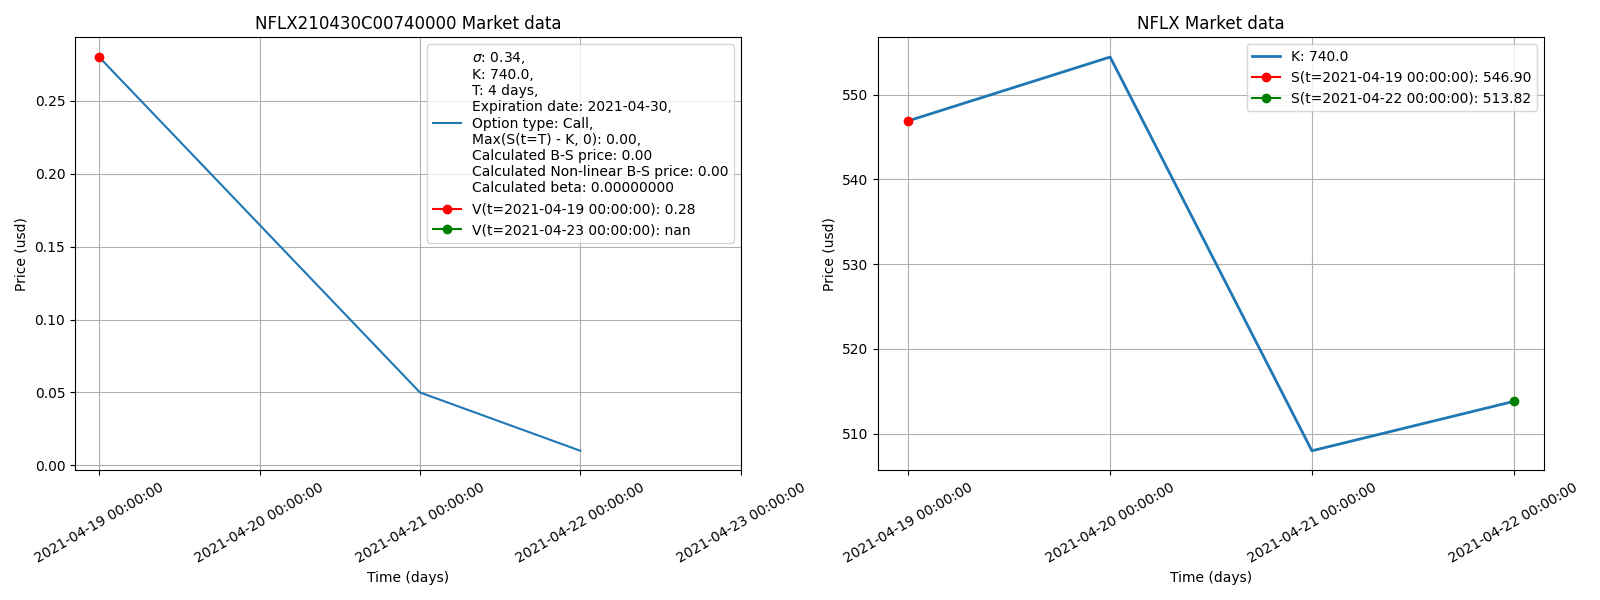 NFLX210430C00740000 Market data
Price (usd)
0.25
0.20
0.15
0.10
0.05
0.00
σ: 0.34,
K: 740.0,
T: 4 days,
Expiration date: 2021-04-30,
Option type: Call,
Max(S(t=T) - K, 0): 0.00,
Calculated B-S price: 0.00
Calculated Non-linear B-S price: 0.00
Calculated beta: 0.00000000
V(t=2021-04-19 00:00:00): 0.28
V(t=2021-04-23 00:00:00): nan
2021-04-19 00:00:00
2021-04-20 00:00:00
2021-04-21 00:00:00
2021-04-22 00:00:00
2021-04-23 00:00:00
Time (days)
NFLX Market data
Price (usd)
550
540
530
520
510
K: 740.0
S(t=2021-04-19 00:00:00): 546.90
S(t=2021-04-22 00:00:00): 513.82
2021-04-19 00:00:00
2021-04-20 00:00:00
2021-04-21 00:00:00
2021-04-22 00:00:00
Time (days)